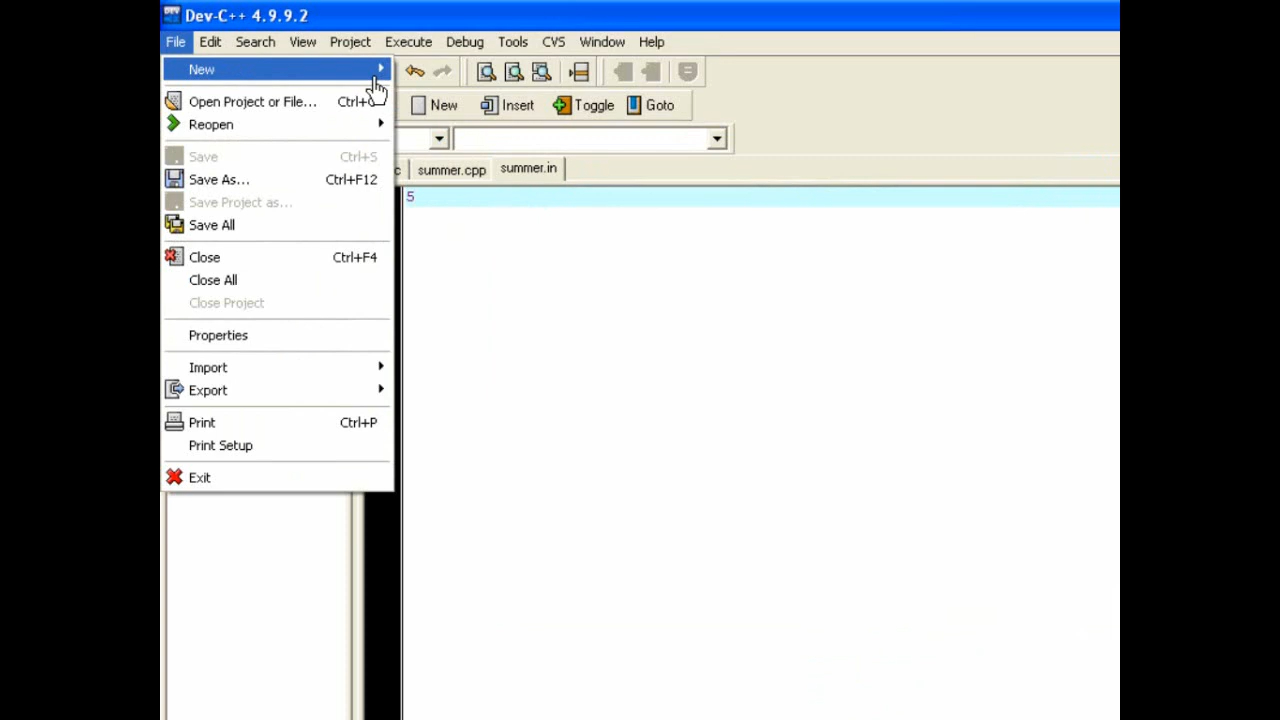 Dev-C++ 4.9.9.2
File Edit Search View Project Execute Debug Tools CVS Window Help
New
New Insert Toggle Goto
Open Project or File...
Reopen
Save Ctrl+S
Save As... Ctrl+F12
Save Project as...
Save All
Close Ctrl+F4
Close All
Close Project
Properties
Import
Export
Print Ctrl+P
Print Setup
Exit
c summer.cpp summer.in
5